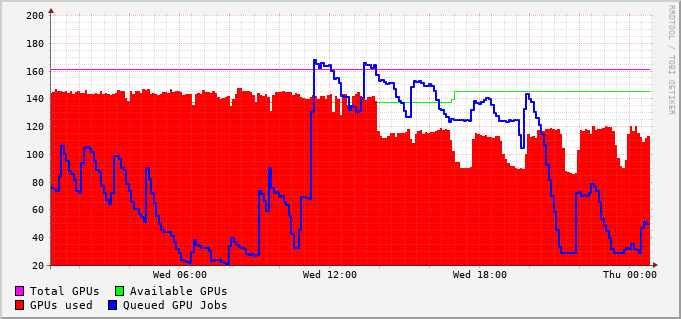 200
180
160
140
120
100
80
60
40
20
Wed 06:00 Wed 12:00 Wed 18:00 Thu 00:00
Total GPUs Available GPUs
GPUs used Queued GPU Jobs
RRDTOOL / TOBI OETIKER